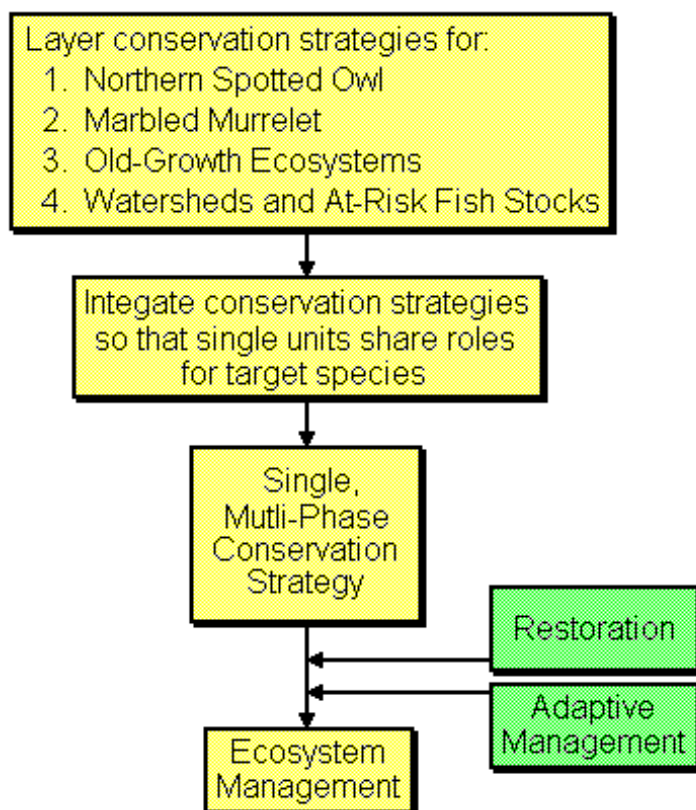 Layer conservation strategies for:
1. Northern Spotted Owl
2. Marbled Murrelet
3. Old-Growth Ecosystems
4. Watersheds and At-Risk Fish Stocks
Integate conservation strategies
so that single units share roles
for target species
Single,
Mutli-Phase
Conservation
Strategy
Restoration
Adaptive
Management
Ecosystem
Management